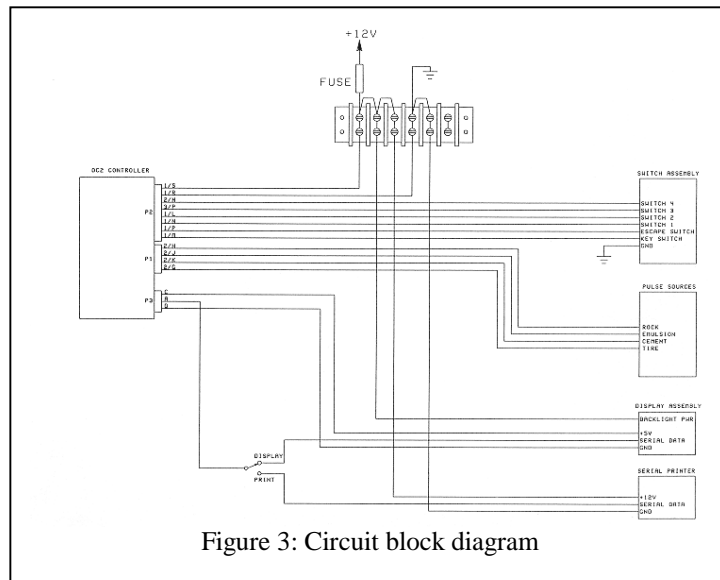 +12V
FUSE
DC2 CONTROLLER
P2
1/S
1/R
2/H
3/P
1/L
1/N
1/P
1/M
P1
2/H
2/J
2/K
2/G
P3
C
A
SWITCH ASSEMBLY
SWITCH 4
SWITCH 3
SWITCH 2
SWITCH 1
ESCAPE SWITCH
KEY SWITCH
GND
PULSE SOURCES
ROCK
EMULSION
CEMENT
TIRE
DISPLAY ASSEMBLY
BACKLIGHT PWR
+5V
SERIAL DATA
GND
DISPLAY
PRINT
SERIAL PRINTER
+12V
SERIAL DATA
GND
Figure 3: Circuit block diagram